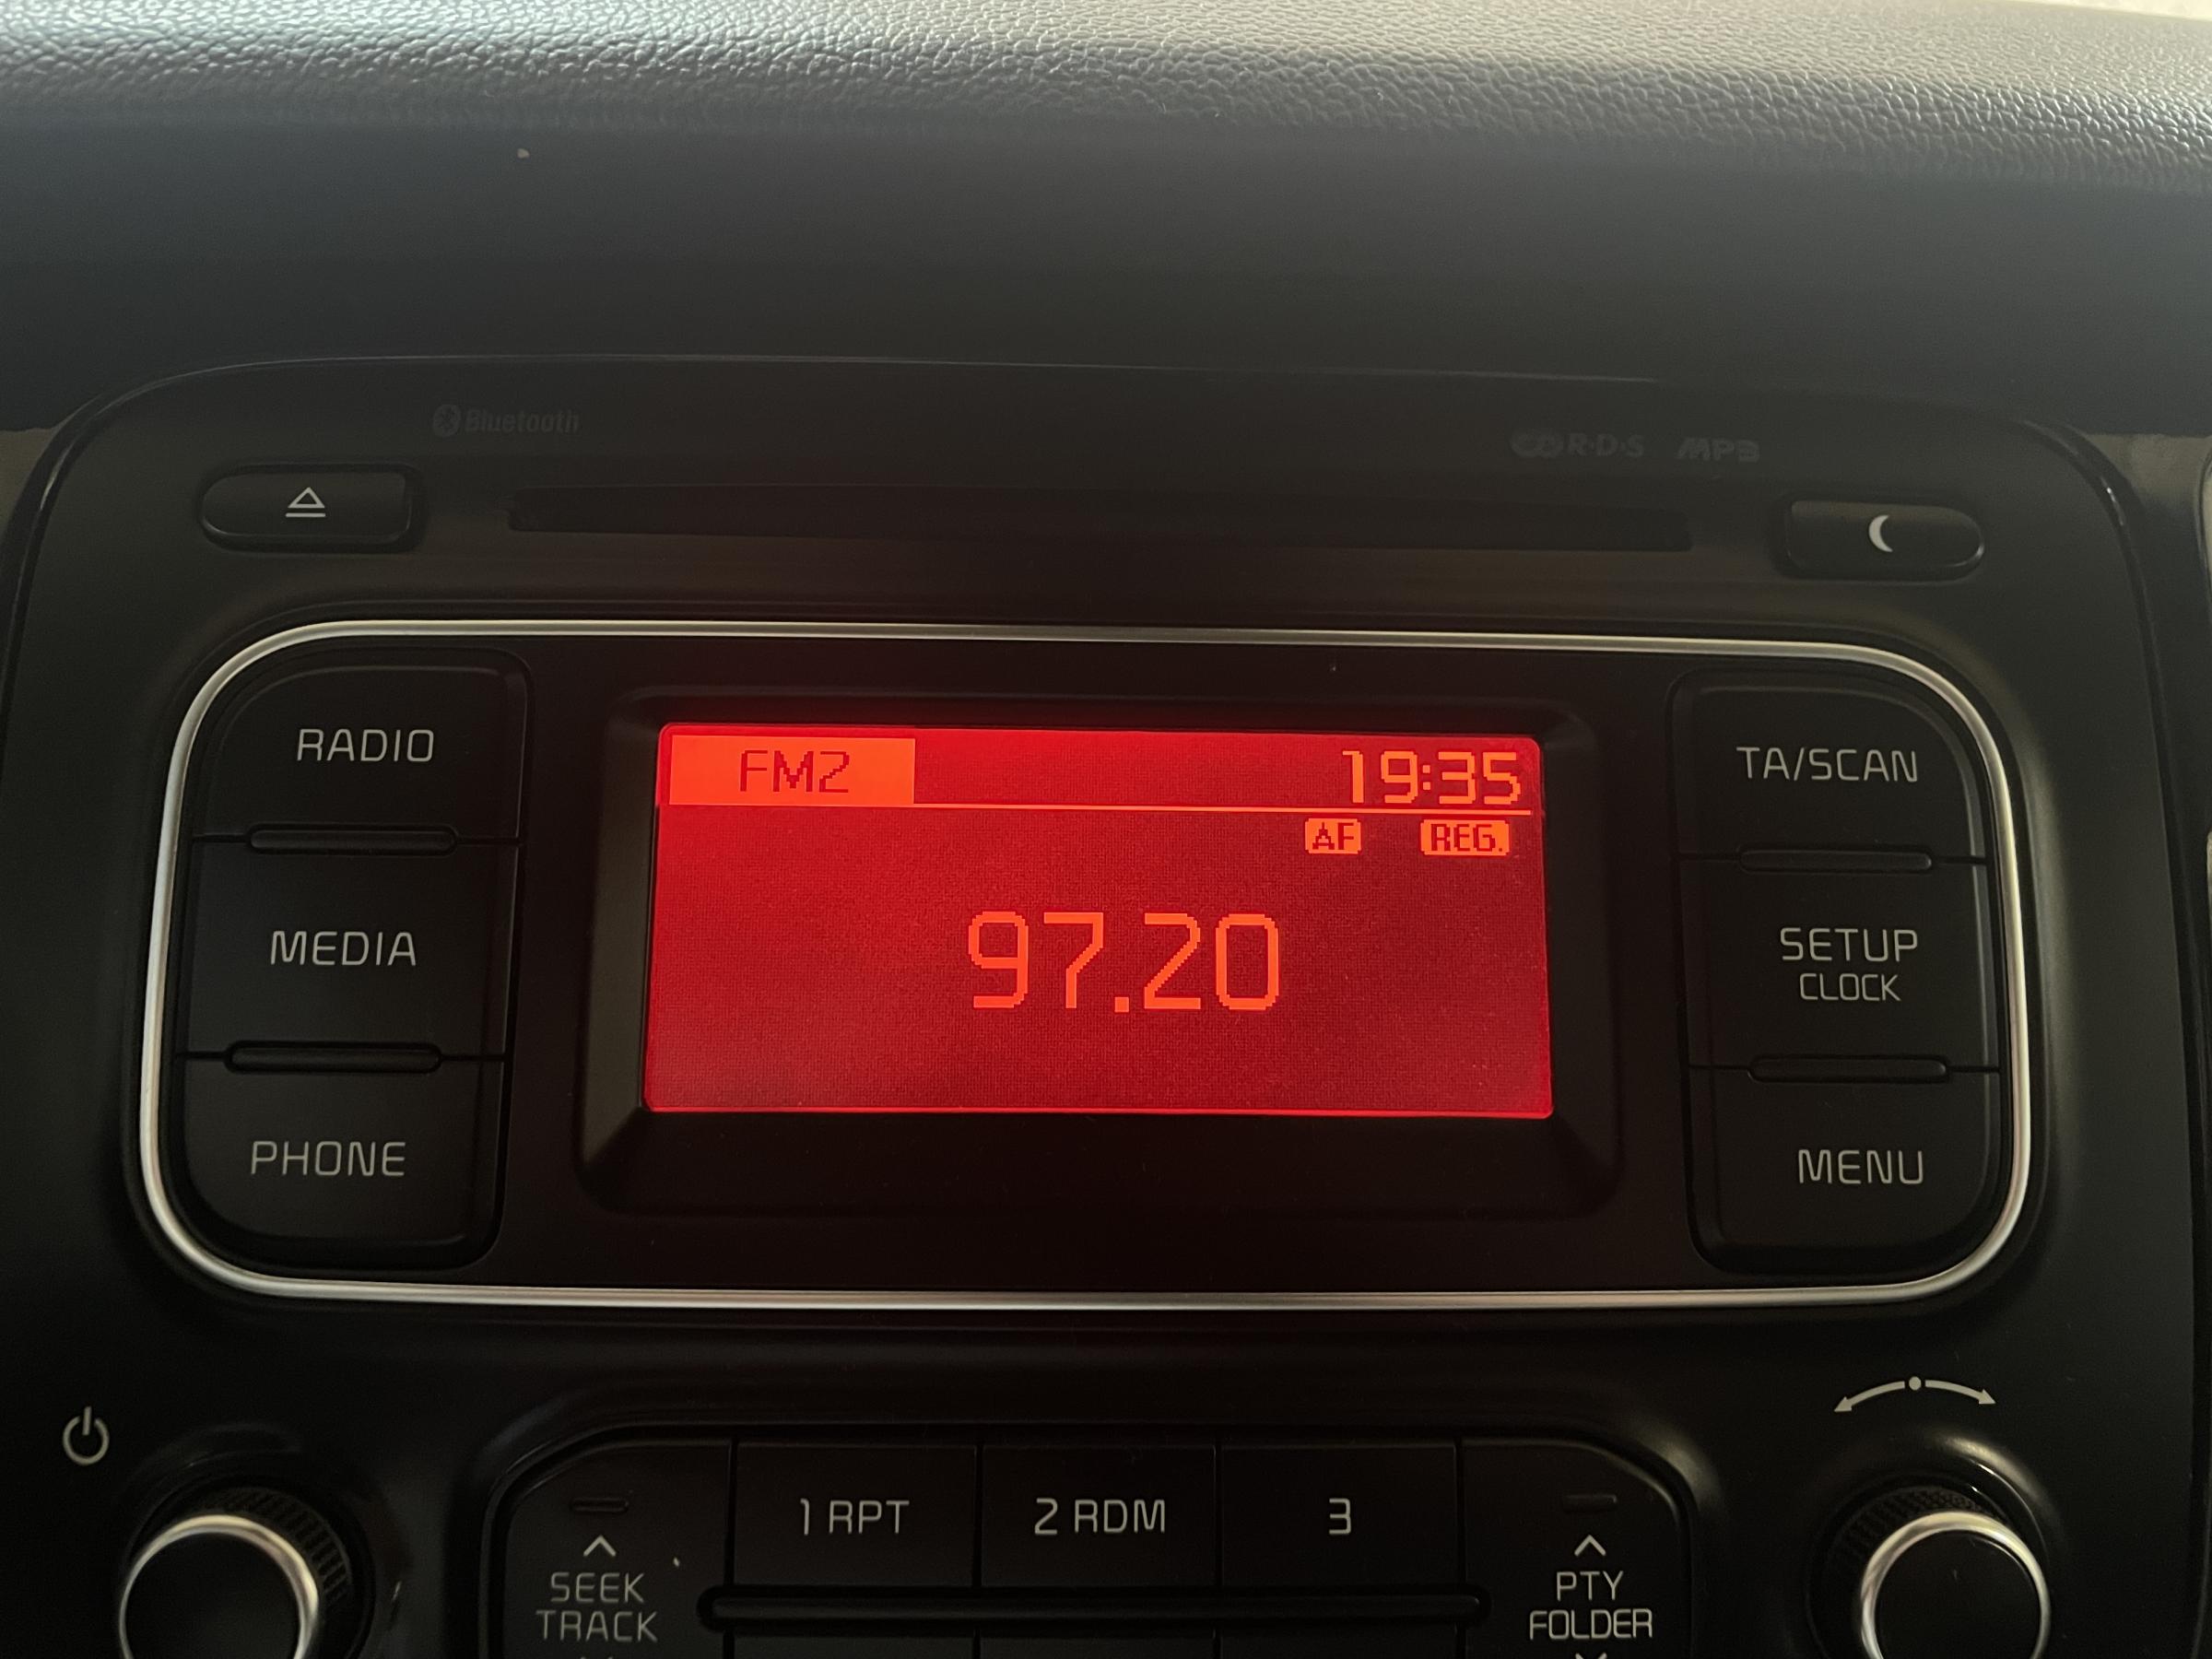 Bluetooth
R·D·S MP3
RADIO
MEDIA
PHONE
FM2 19:35
AF REG.
97.20
TA/SCAN
SETUP
CLOCK
MENU
SEEK
TRACK
1 RPT
2 RDM
3
PTY
FOLDER